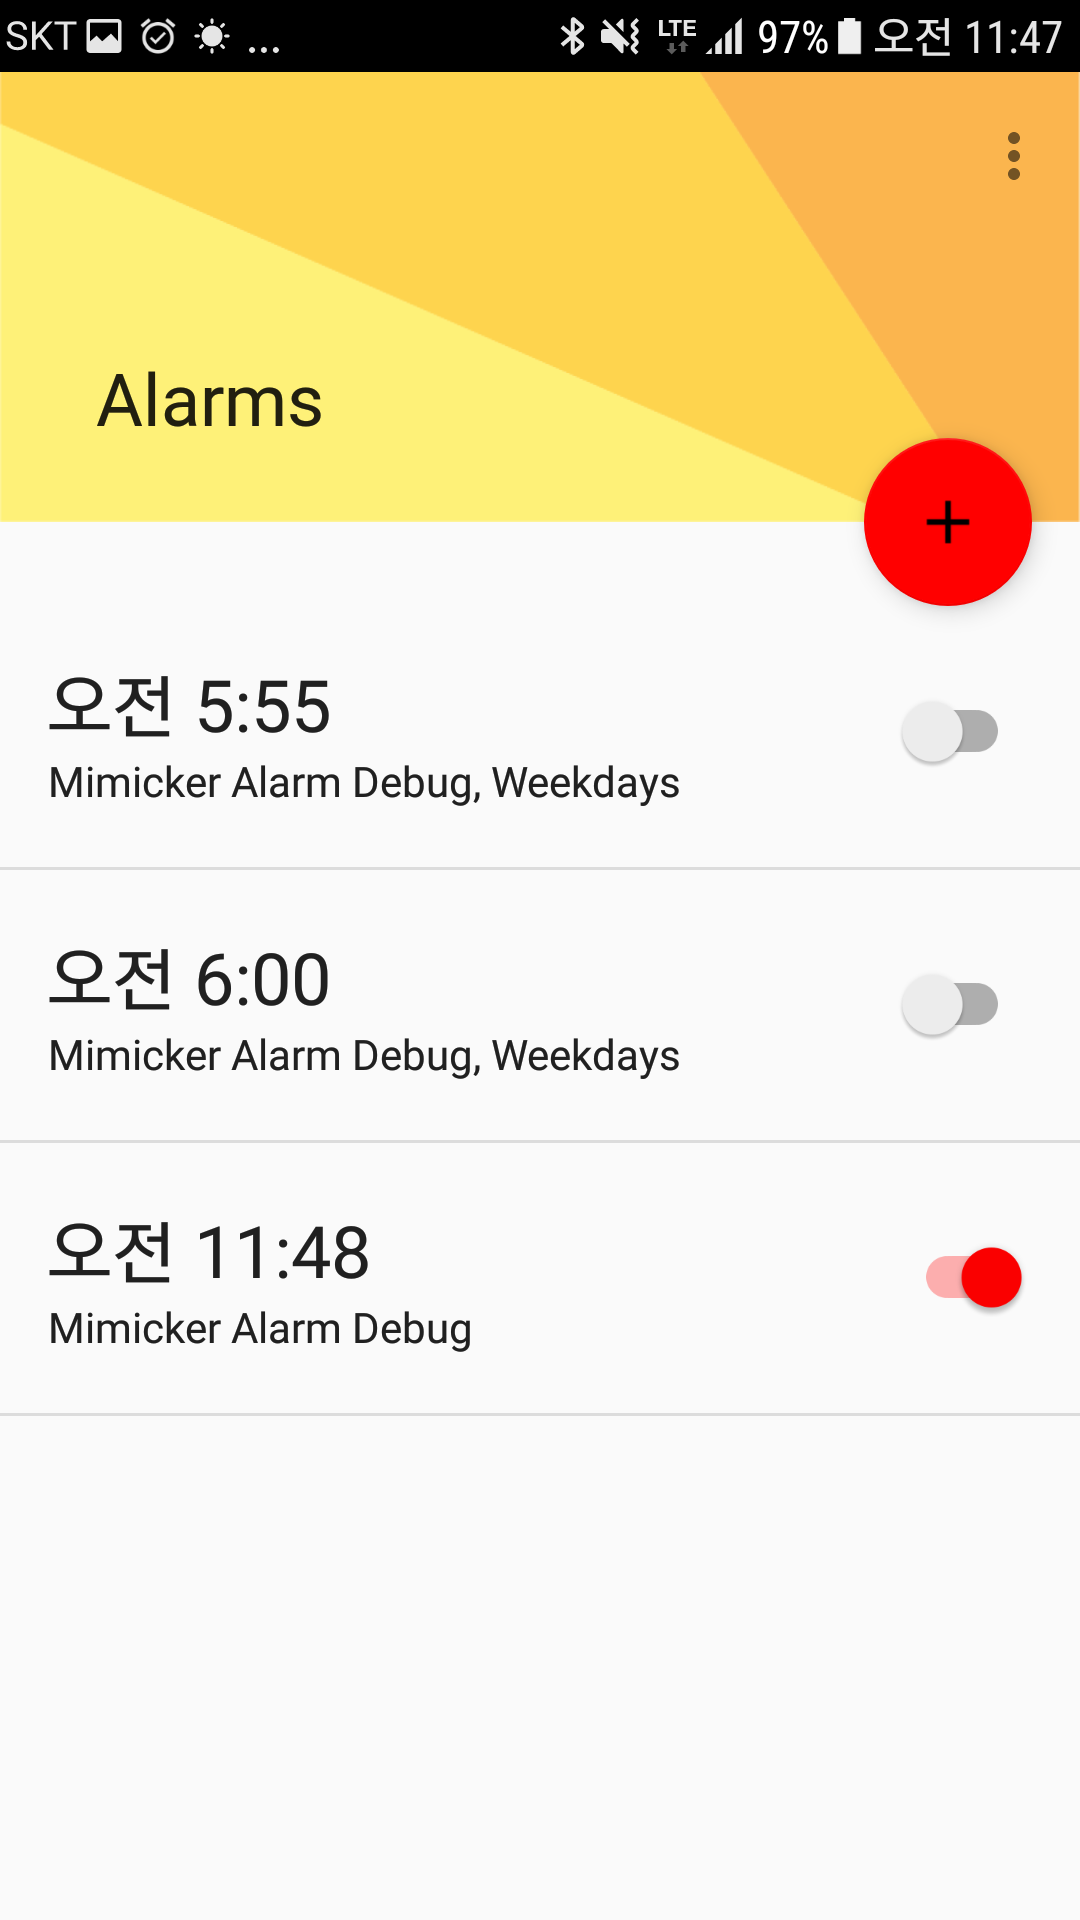 SKT ... LTE 97% 오전 11:47
Alarms
오전 5:55
Mimicker Alarm Debug, Weekdays
오전 6:00
Mimicker Alarm Debug, Weekdays
오전 11:48
Mimicker Alarm Debug